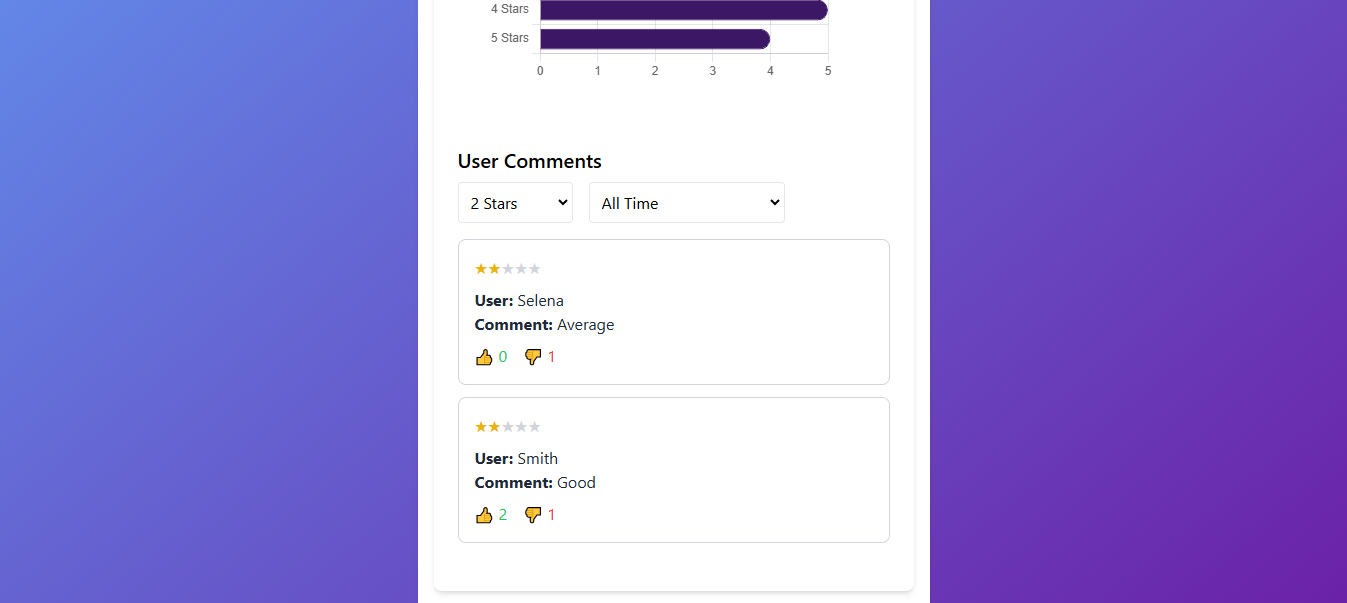 4 Stars
5 Stars
0 1 2 3 4 5
User Comments
2 Stars All Time
User: Selena
Comment: Average
0 1
User: Smith
Comment: Good
2 1